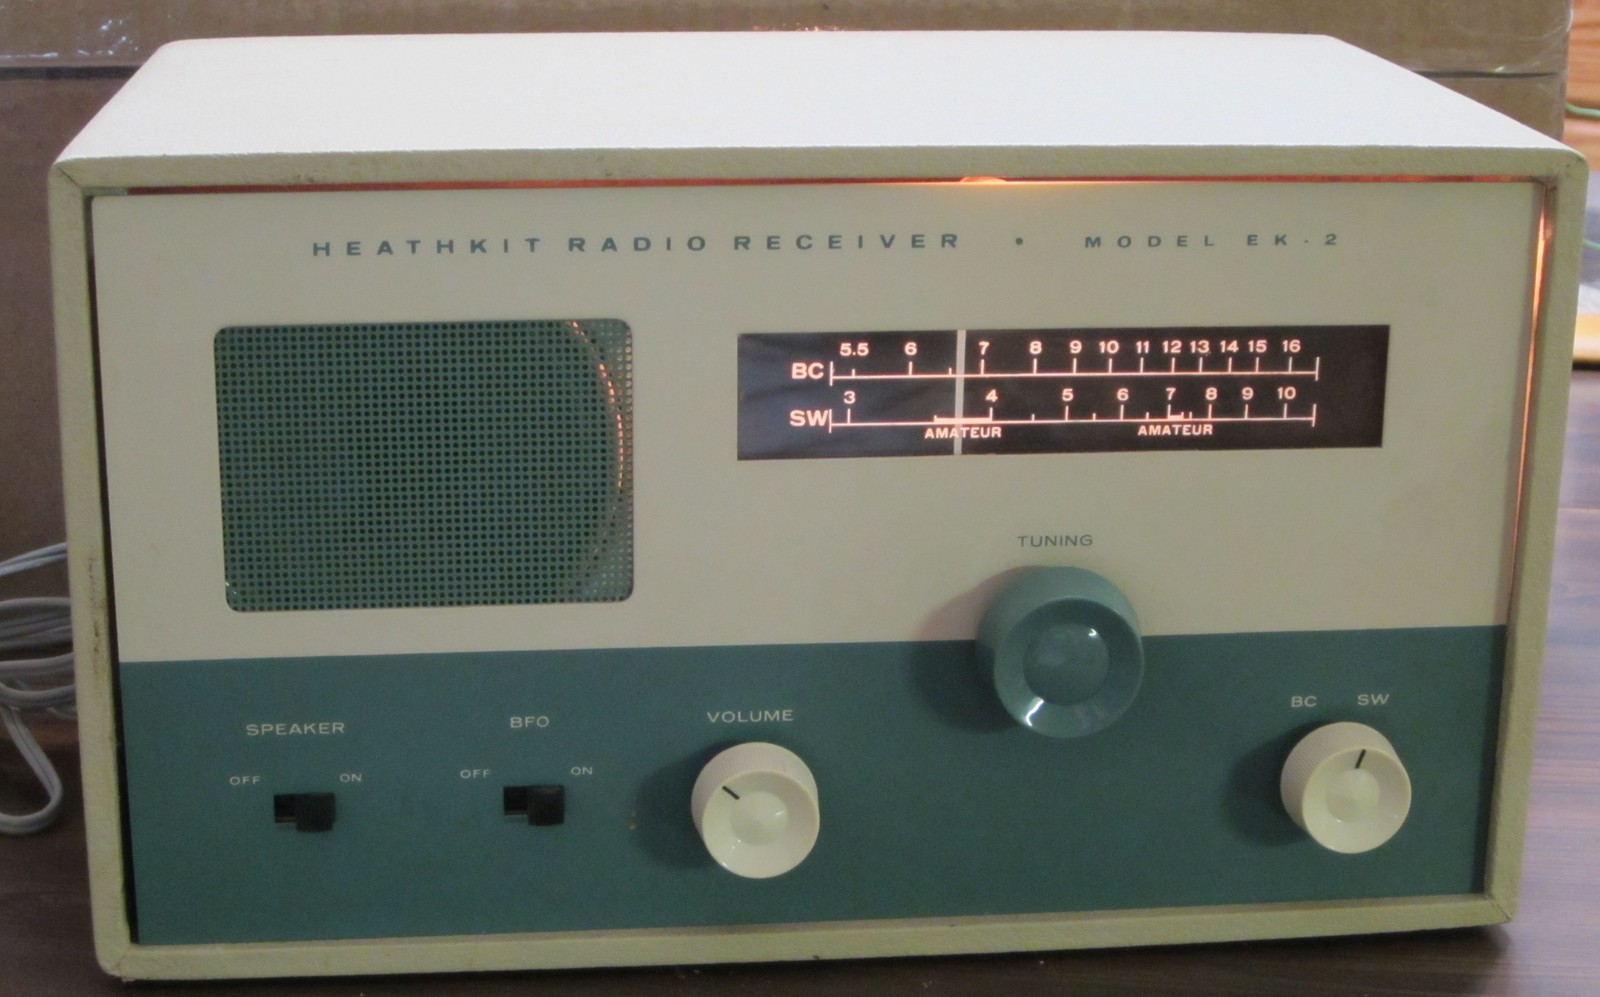 HEATHKIT RADIO RECEIVER • MODEL EK-2
5.5 6 7 8 9 10 11 12 13 14 15 16
BC
3 4 5 6 7 8 9 10
SW
AMATEUR AMATEUR
TUNING
BC SW
SPEAKER BFO VOLUME
OFF ON OFF ON